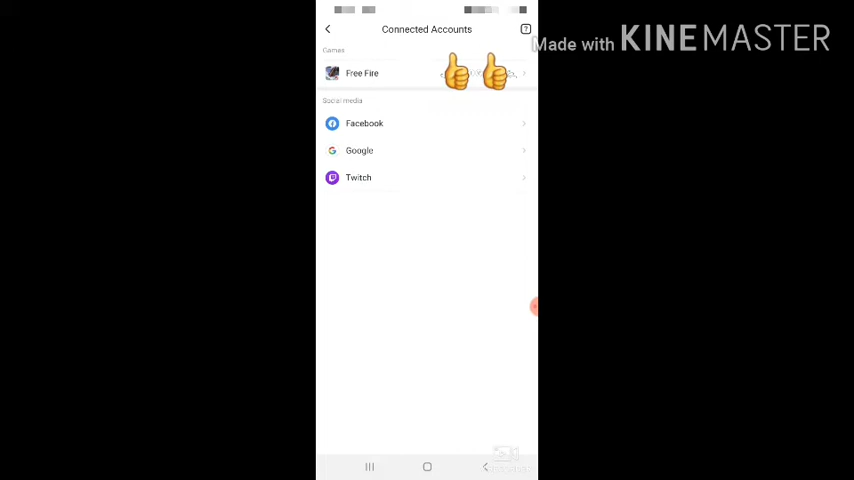 Connected Accounts
Made with KINEMASTER
Games
Free Fire
Social media
Facebook
Google
Twitch